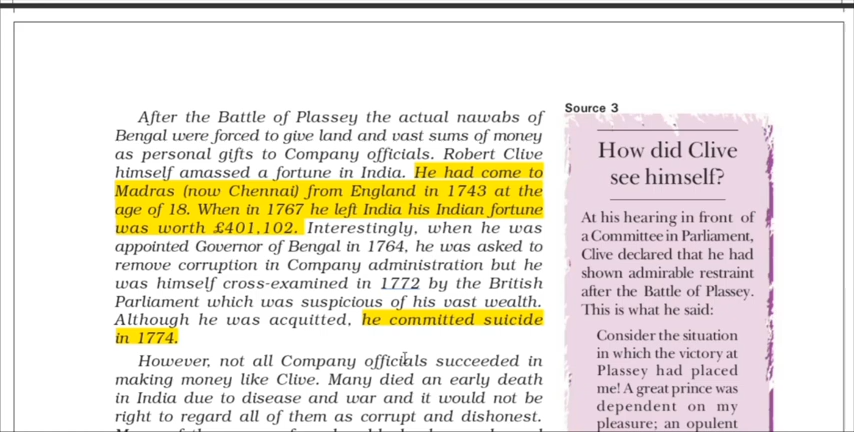 After the Battle of Plassey the actual nawabs of
Bengal were forced to give land and vast sums of money
as personal gifts to Company officials. Robert Clive
himself amassed a fortune in India. He had come to
Madras (now Chennai) from England in 1743 at the
age of 18. When in 1767 he left India his Indian fortune
was worth £401,102. Interestingly, when he was
appointed Governor of Bengal in 1764, he was asked to
remove corruption in Company administration but he
was himself cross-examined in 1772 by the British
Parliament which was suspicious of his vast wealth.
Although he was acquitted, he committed suicide
in 1774.
However, not all Company officials succeeded in
making money like Clive. Many died an early death
in India due to disease and war and it would not be
right to regard all of them as corrupt and dishonest.
Source 3
How did Clive
see himself?
At his hearing in front of
a Committee in Parliament,
Clive declared that he had
shown admirable restraint
after the Battle of Plassey.
This is what he said:
Consider the situation
in which the victory at
Plassey had placed
me! A great prince was
dependent on my
pleasure; an opulent